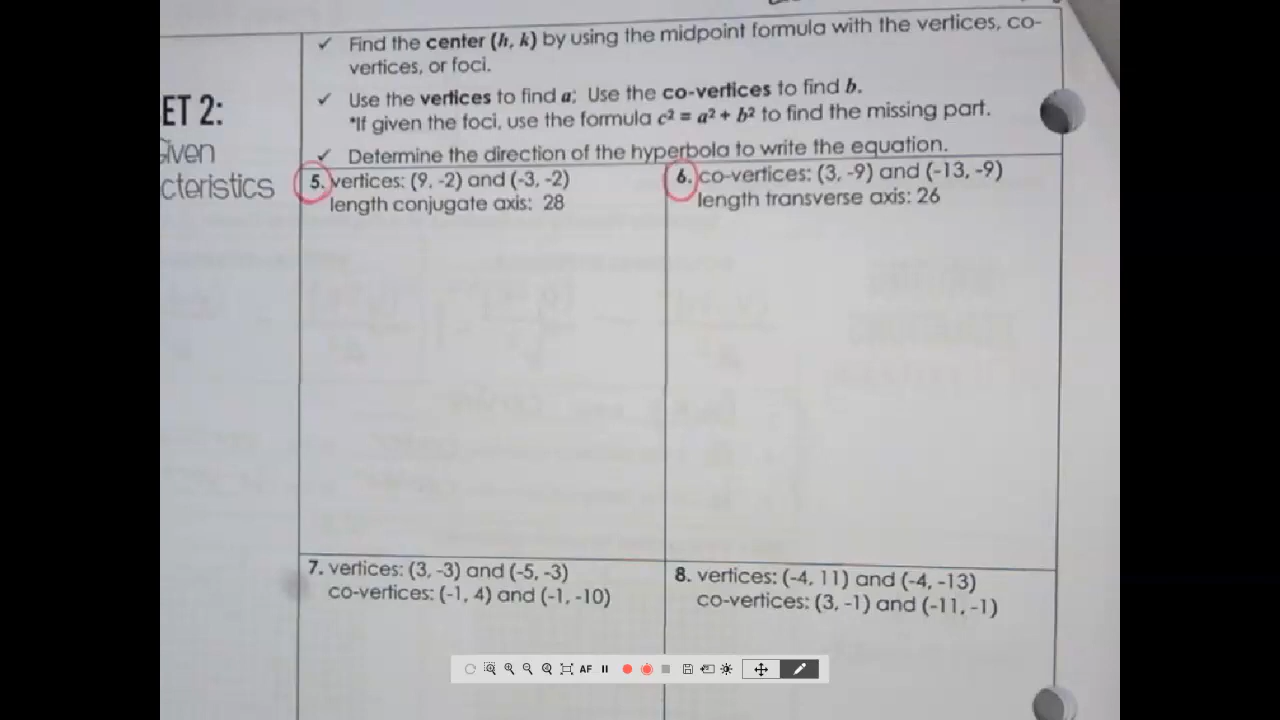 ✓ Find the center (h, k) by using the midpoint formula with the vertices, co-
vertices, or foci.
✓ Use the vertices to find a; Use the co-vertices to find b.
*If given the foci, use the formula c² = a² + b² to find the missing part.
✓ Determine the direction of the hyperbola to write the equation.
ET 2:
Given
cteristics
5. vertices: (9, -2) and (-3, -2)
length conjugate axis: 28
6. co-vertices: (3, -9) and (-13, -9)
length transverse axis: 26
7. vertices: (3, -3) and (-5, -3)
co-vertices: (-1, 4) and (-1, -10)
8. vertices: (-4, 11) and (-4, -13)
co-vertices: (3, -1) and (-11, -1)
AF